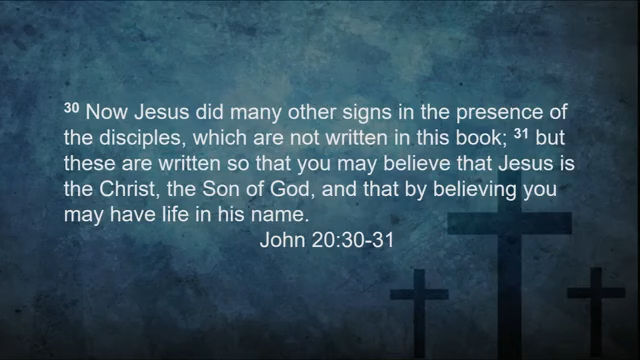 30 Now Jesus did many other signs in the presence of
the disciples, which are not written in this book; 31 but
these are written so that you may believe that Jesus is
the Christ, the Son of God, and that by believing you
may have life in his name.
John 20:30-31